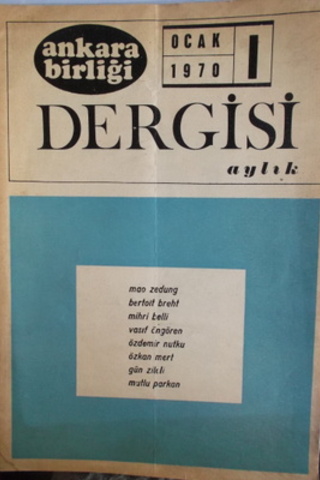 ankara
birliği
OCAK
1970
1
DERGİSİ
aylık
mao zedung
bertolt breht
mihri belli
vasıf öngören
özdemir nutku
özkan mert
gün zileli
mutlu parkan